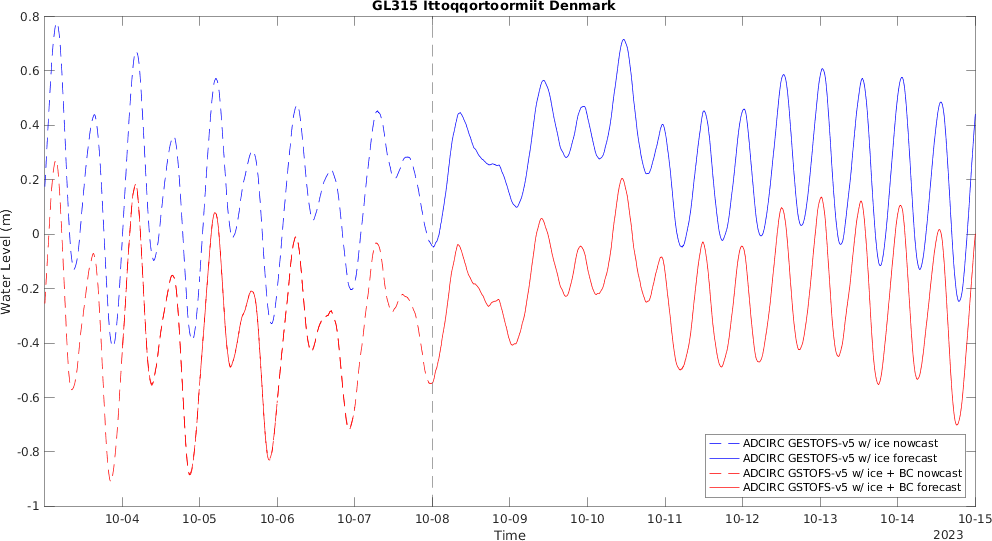 GL315 Ittoqqortoormiit Denmark
0.8
0.6
0.4
0.2
0
-0.2
-0.4
-0.6
-0.8
-1
Water Level (m)
ADCIRC GESTOFS-v5 w/ ice nowcast
ADCIRC GESTOFS-v5 w/ ice forecast
ADCIRC GSTOFS-v5 w/ ice + BC nowcast
ADCIRC GSTOFS-v5 w/ ice + BC forecast
10-04 10-05 10-06 10-07 10-08 10-09 10-10 10-11 10-12 10-13 10-14 10-15
Time
2023